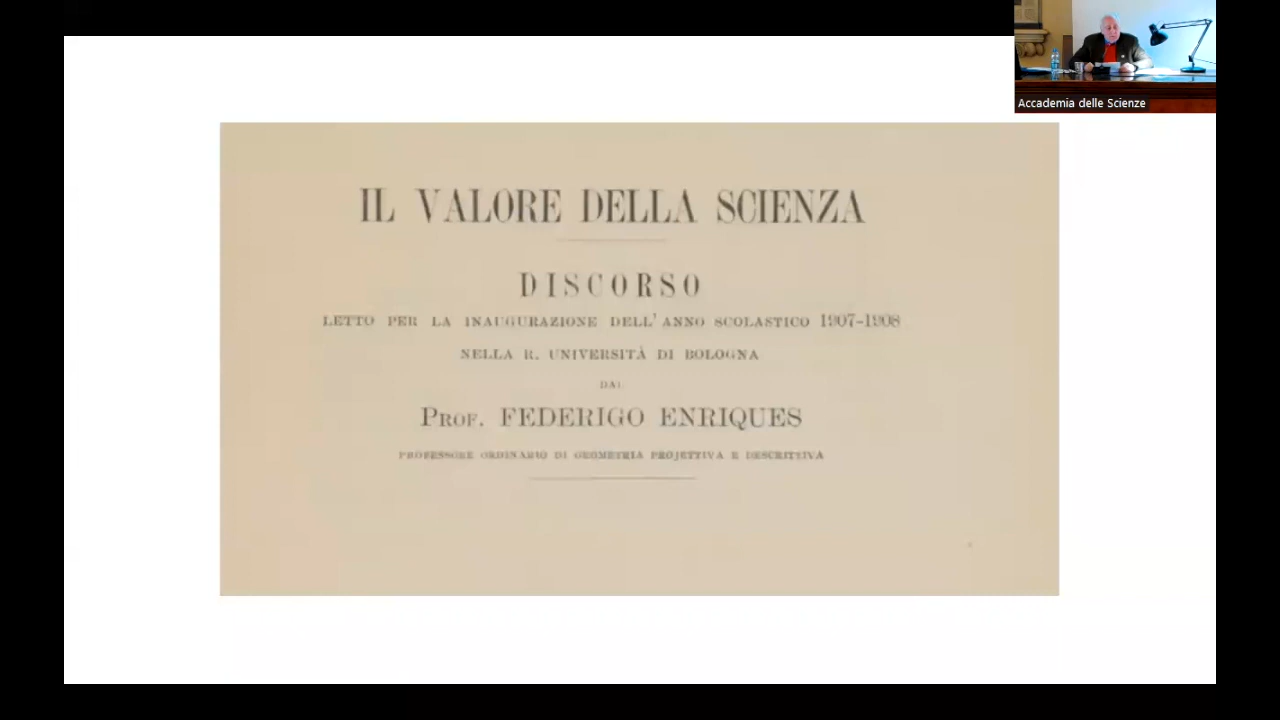 IL VALORE DELLA SCIENZA
DISCORSO
LETTO PER LA INAUGURAZIONE DELL'ANNO SCOLASTICO 1907-1908
NELLA R. UNIVERSITÀ DI BOLOGNA
DAL
PROF. FEDERIGO ENRIQUES
PROFESSORE ORDINARIO DI GEOMETRIA PROJETTIVA E DESCRITTIVA
Accademia delle Scienze